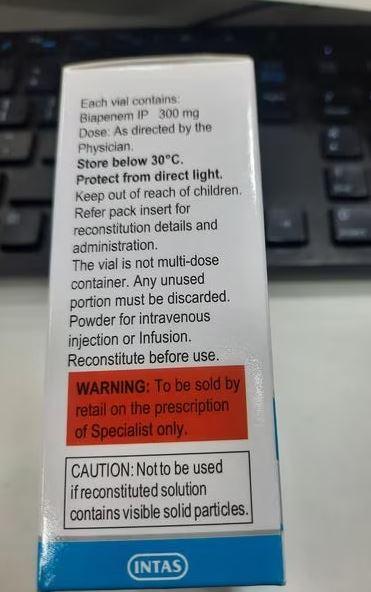 Each vial contains:
Biapenem IP 300 mg
Dose: As directed by the
Physician.
Store below 30°C.
Protect from direct light.
Keep out of reach of children.
Refer pack insert for
reconstitution details and
administration.
The vial is not multi-dose
container. Any unused
portion must be discarded.
Powder for intravenous
injection or Infusion.
Reconstitute before use.
WARNING: To be sold by
retail on the prescription
of Specialist only.
CAUTION: Not to be used
if reconstituted solution
contains visible solid particles.
INTAS